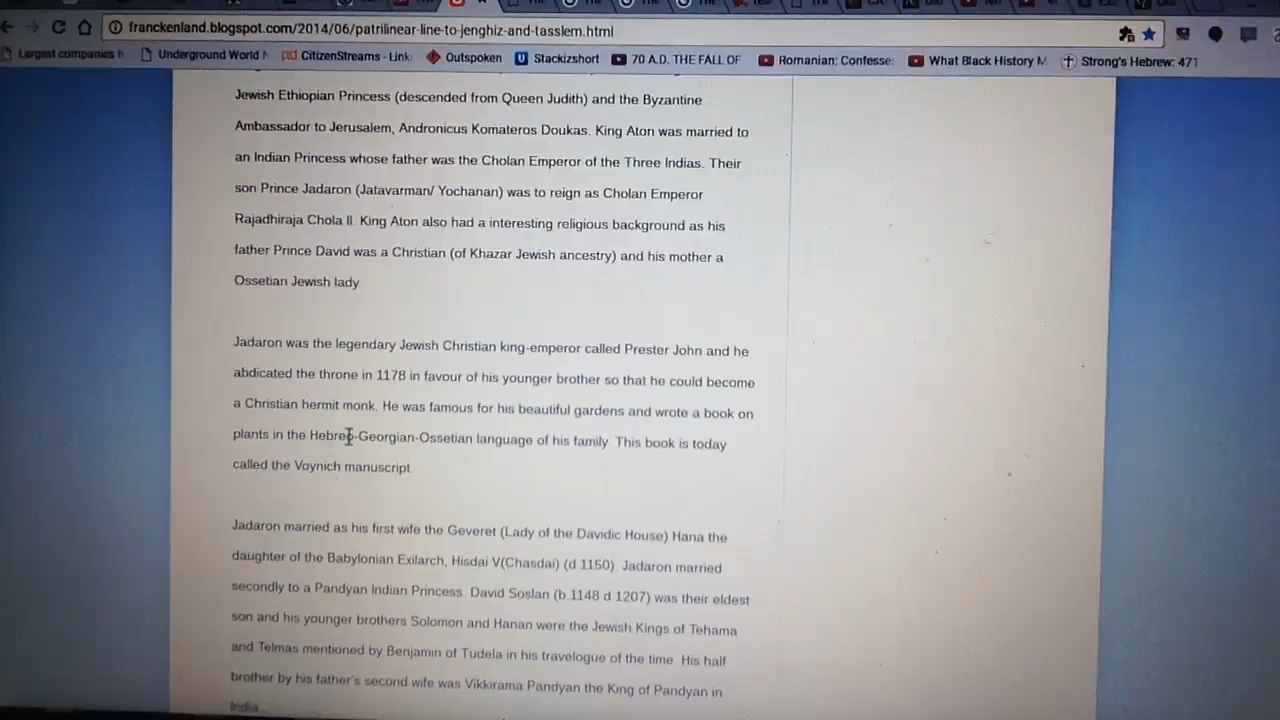 franckenland.blogspot.com/2014/06/patrilinear-line-to-jenghiz-and-tasslem.html
Largest companies b
Underground World N
CitizenStreams - Link
Outspoken
Stackizshort
70 A.D. THE FALL OF
Romanian: Confesse
What Black History M
Strong's Hebrew: 471
Jewish Ethiopian Princess (descended from Queen Judith) and the Byzantine
Ambassador to Jerusalem, Andronicus Komateros Doukas. King Aton was married to
an Indian Princess whose father was the Cholan Emperor of the Three Indias. Their
son Prince Jadaron (Jatavarman/ Yochanan) was to reign as Cholan Emperor
Rajadhiraja Chola II. King Aton also had a interesting religious background as his
father Prince David was a Christian (of Khazar Jewish ancestry) and his mother a
Ossetian Jewish lady.
Jadaron was the legendary Jewish Christian king-emperor called Prester John and he
abdicated the throne in 1178 in favour of his younger brother so that he could become
a Christian hermit monk. He was famous for his beautiful gardens and wrote a book on
plants in the Hebreo-Georgian-Ossetian language of his family. This book is today
called the Voynich manuscript.
Jadaron married as his first wife the Geveret (Lady of the Davidic House) Hana the
daughter of the Babylonian Exilarch, Hisdai V(Chasdai) (d 1150). Jadaron married
secondly to a Pandyan Indian Princess. David Soslan (b 1148 d 1207) was their eldest
son and his younger brothers Solomon and Hanan were the Jewish Kings of Tehama
and Telmas mentioned by Benjamin of Tudela in his travelogue of the time. His half
brother by his father's second wife was Vikkirama Pandyan the King of Pandyan in
India.